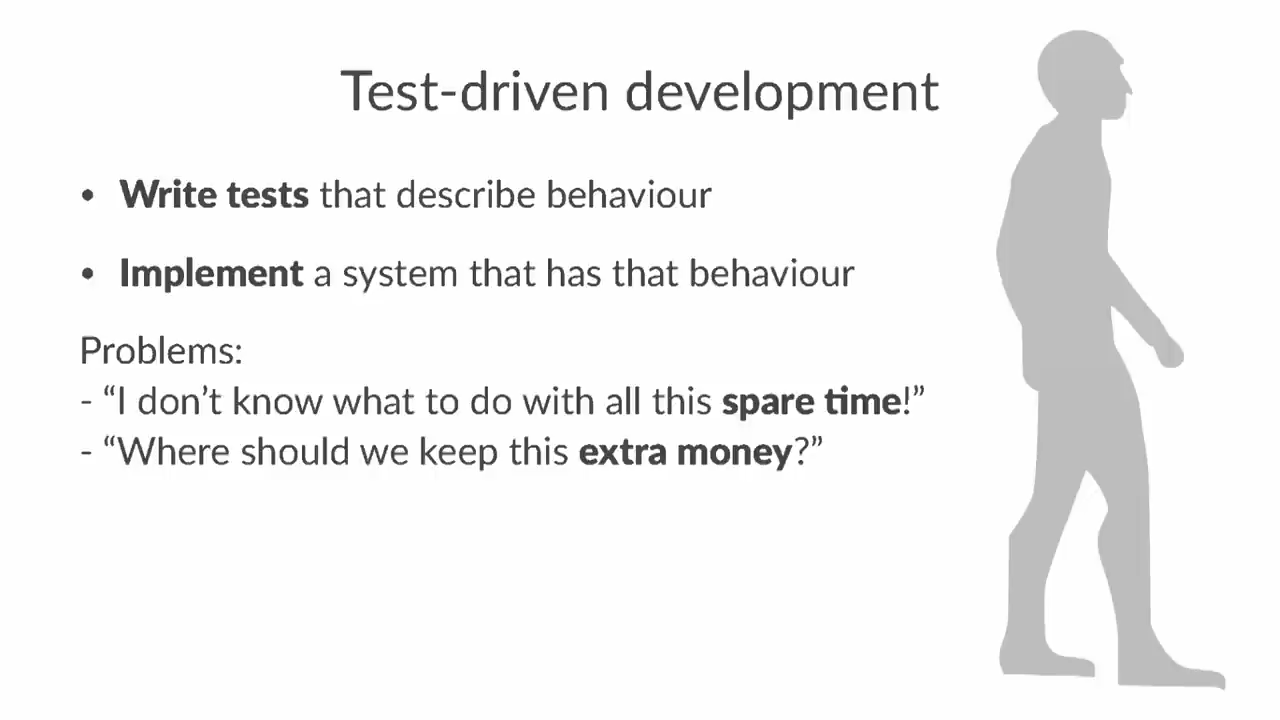 Test-driven development
• Write tests that describe behaviour
• Implement a system that has that behaviour
Problems:
- “I don’t know what to do with all this spare time!”
- “Where should we keep this extra money?”